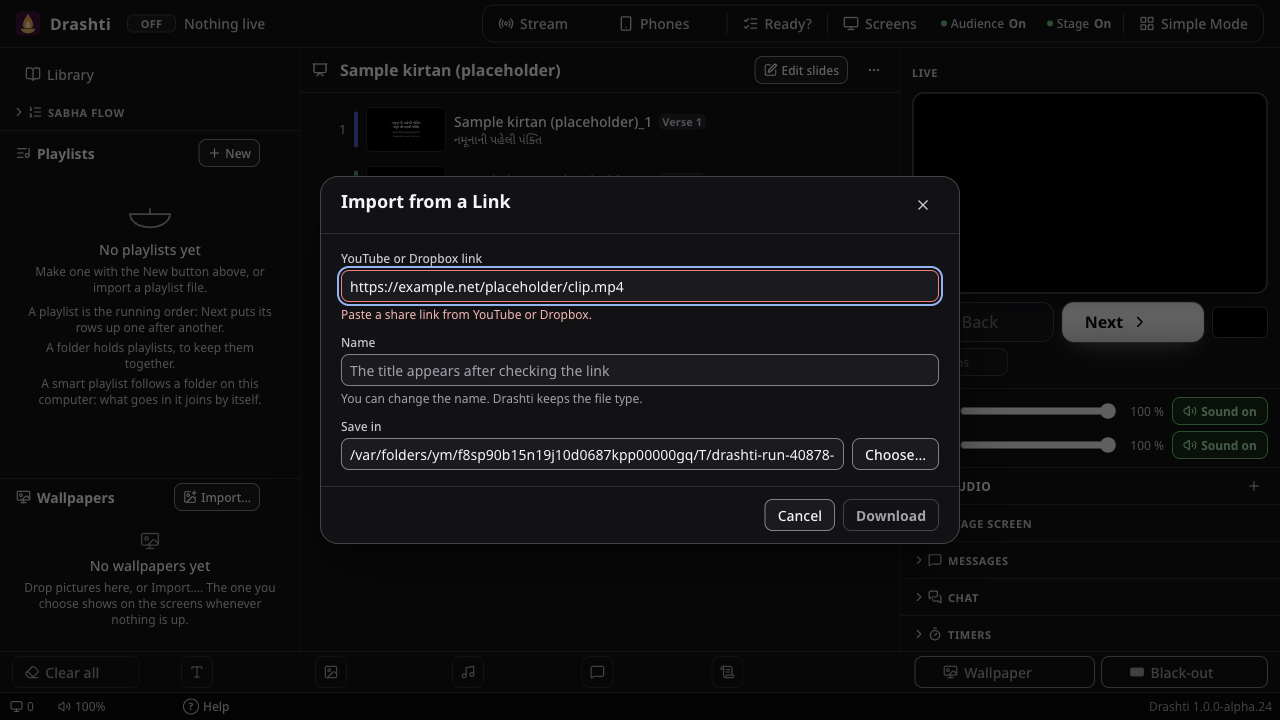 Drashti
OFF
Nothing live
Stream
Phones
Ready?
Screens
Audience On
Stage On
Simple Mode
Library
SABHA FLOW
Playlists
New
No playlists yet
Make one with the New button above, or
import a playlist file.
A playlist is the running order: Next puts its
rows up one after another.
A folder holds playlists, to keep them
together.
A smart playlist follows a folder on this
computer: what goes in it joins by itself.
Wallpapers
Import...
No wallpapers yet
Drop pictures here, or Import.... The one you
choose shows on the screens whenever
nothing is up.
Sample kirtan (placeholder)
Edit slides
1
Sample kirtan (placeholder)_1
Verse 1
નમૂનાની પહેલી પંક્તિ
Import from a Link
YouTube or Dropbox link
https://example.net/placeholder/clip.mp4
Paste a share link from YouTube or Dropbox.
Name
The title appears after checking the link
You can change the name. Drashti keeps the file type.
Save in
/var/folders/ym/f8sp90b15n19j10d0687kpp00000gq/T/drashti-run-40878-
Choose...
Cancel
Download
LIVE
Back
Next
100 %
Sound on
100 %
Sound on
MESSAGES
CHAT
TIMERS
Clear all
Wallpaper
Black-out
0
100%
Help
Drashti 1.0.0-alpha.24